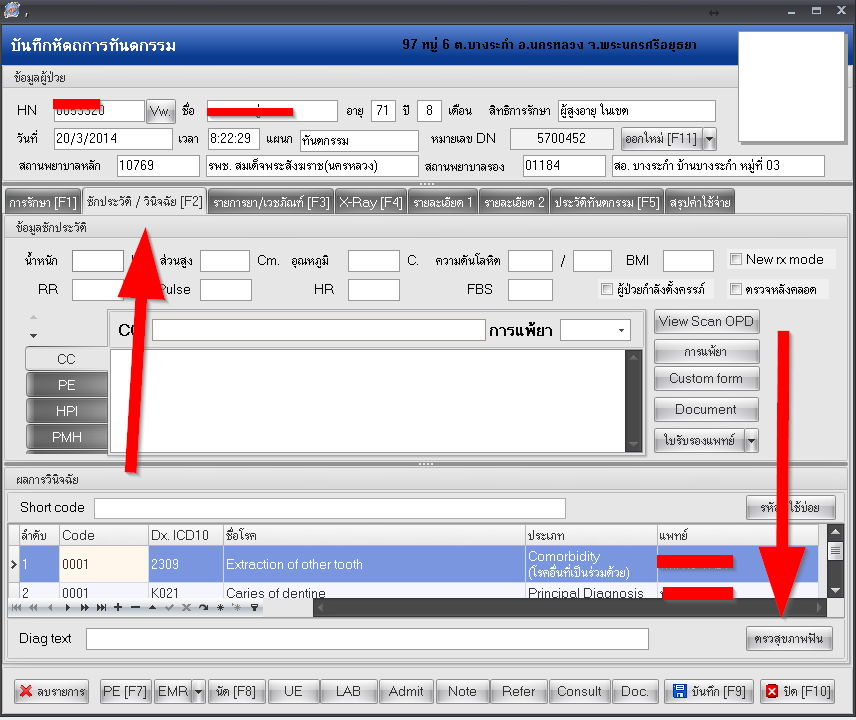 บันทึกหัตถการทันตกรรม 97 หมู่ 6 ต.บางระกำ อ.นครหลวง จ.พระนครศรีอยุธยา
ข้อมูลผู้ป่วย
HN Vw. ชื่อ อายุ 71 ปี 8 เดือน สิทธิการรักษา ผู้สูงอายุ ในเขต
วันที่ 20/3/2014 เวลา 8:22:29 แผนก ทันตกรรม หมายเลข DN 5700452 ออกใหม่ [F11]
สถานพยาบาลหลัก 10769 รพช. สมเด็จพระสังฆราช(นครหลวง) สถานพยาบาลรอง 01184 สอ. บางระกำ บ้านบางระกำ หมู่ที่ 03
การรักษา [F1] ซักประวัติ / วินิจฉัย [F2] รายการยา/เวชภัณฑ์ [F3] X-Ray [F4] รายละเอียด 1 รายละเอียด 2 ประวัติทันตกรรม [F5] สรุปค่าใช้จ่าย
ข้อมูลซักประวัติ
น้ำหนัก ส่วนสูง Cm. อุณหภูมิ C. ความดันโลหิต / BMI New rx mode
RR Pulse HR FBS ผู้ป่วยกำลังตั้งครรภ์ ตรวจหลังคลอด
CC การแพ้ยา View Scan OPD
CC การแพ้ยา
PE Custom form
HPI Document
PMH ใบรับรองแพทย์
ผลการวินิจฉัย
Short code
ลำดับ Code Dx. ICD10 ชื่อโรค ประเภท แพทย์
1 0001 2309 Extraction of other tooth Comorbidity
(โรคอื่นที่เป็นร่วมด้วย)
2 0001 K021 Caries of dentine Principal Diagnosis
Diag text ตรวสุขภาพฟัน
ลบรายการ PE [F7] EMR นัด [F8] UE LAB Admit Note Refer Consult Doc. บันทึก [F9] ปิด [F10]